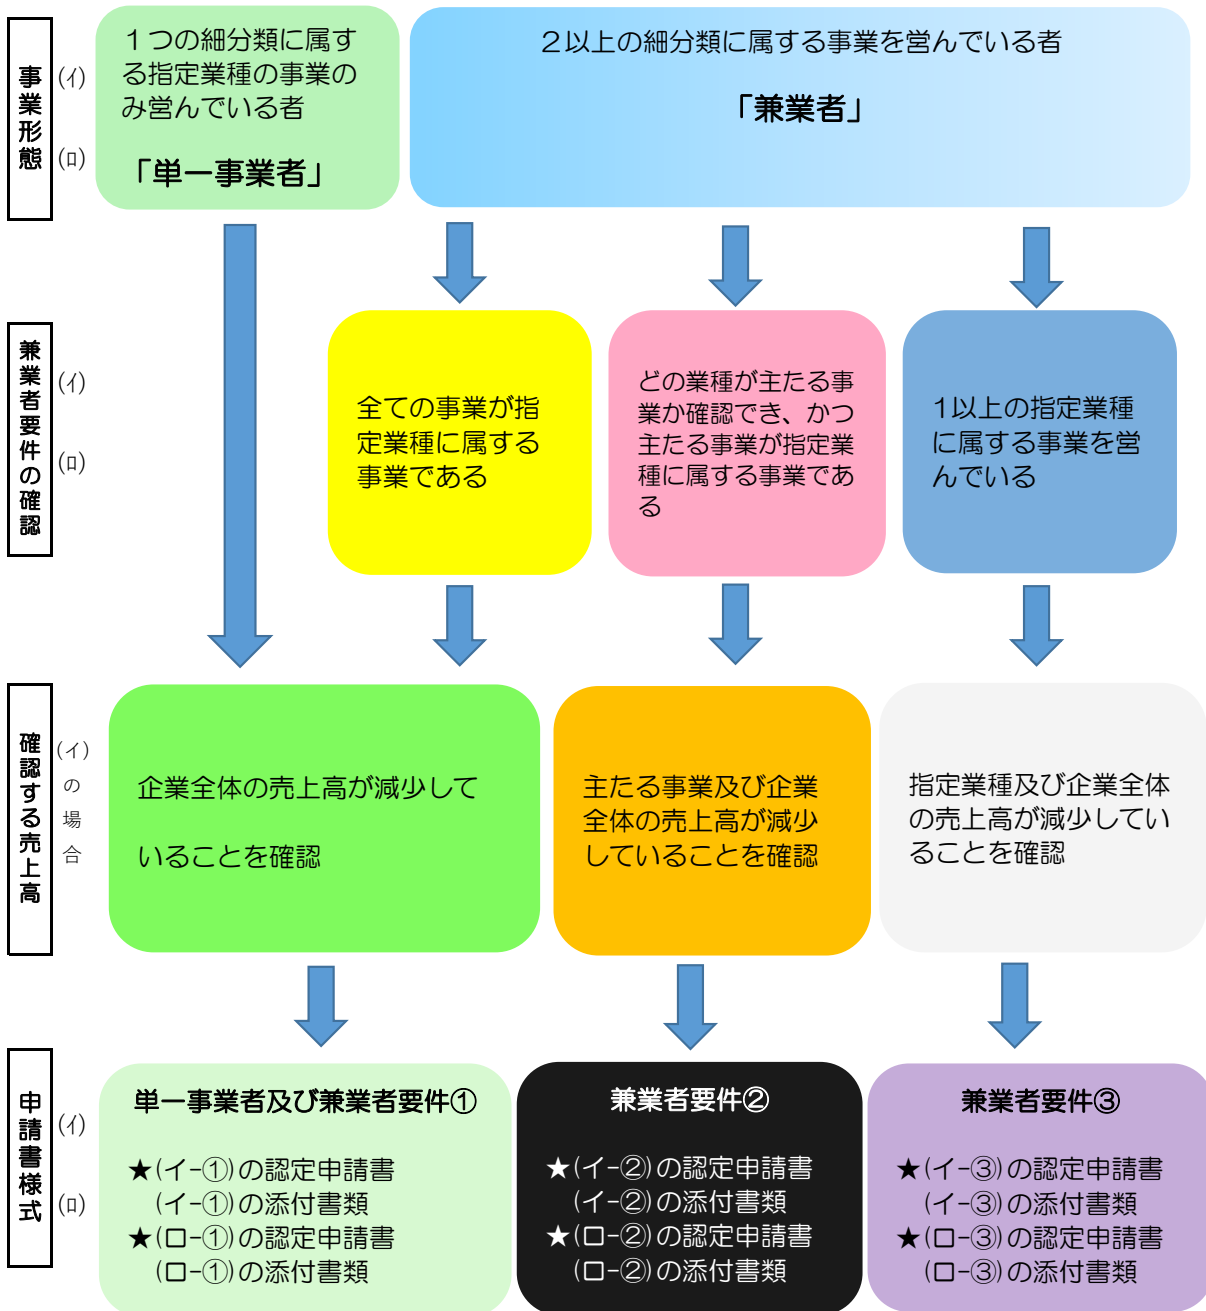 事業形態
(ｲ)
(ﾛ)
１つの細分類に属す
る指定業種の事業の
み営んでいる者
「単一事業者」
２以上の細分類に属する事業を営んでいる者
「兼業者」
兼業者要件の確認
(ｲ)
(ﾛ)
全ての事業が指
定業種に属する
事業である
どの業種が主たる事
業か確認でき、かつ
主たる事業が指定業
種に属する事業であ
る
1以上の指定業種
に属する事業を営
んでいる
確認する売上高
(イ)
の
場
合
企業全体の売上高が減少して
いることを確認
主たる事業及び企業
全体の売上高が減少
していることを確認
指定業種及び企業全体
の売上高が減少してい
ることを確認
申請書様式
(ｲ)
(ﾛ)
単一事業者及び兼業者要件①
★(イ-①)の認定申請書
(イ-①)の添付書類
★(ロ-①)の認定申請書
(ロ-①)の添付書類
兼業者要件②
★(イ-②)の認定申請書
(イ-②)の添付書類
★(ロ-②)の認定申請書
(ロ-②)の添付書類
兼業者要件③
★(イ-③)の認定申請書
(イ-③)の添付書類
★(ロ-③)の認定申請書
(ロ-③)の添付書類